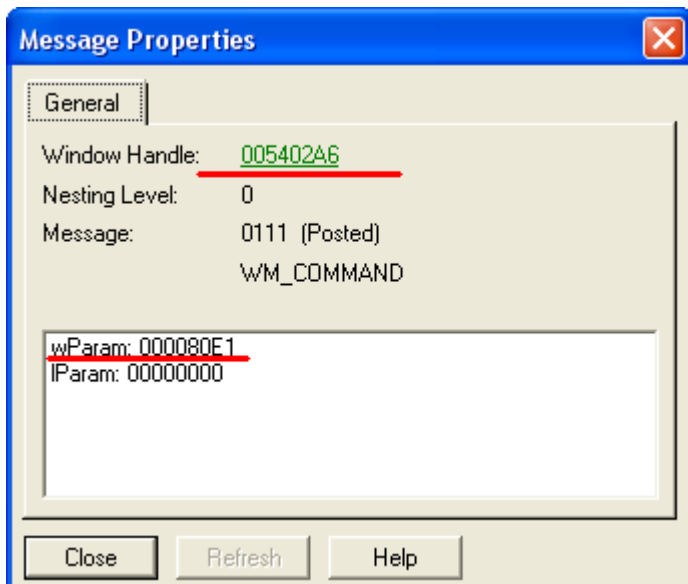 Message Properties
General
Window Handle: 005402A6
Nesting Level: 0
Message: 0111 (Posted)
WM_COMMAND
wParam: 000080E1
lParam: 00000000
Close Refresh Help